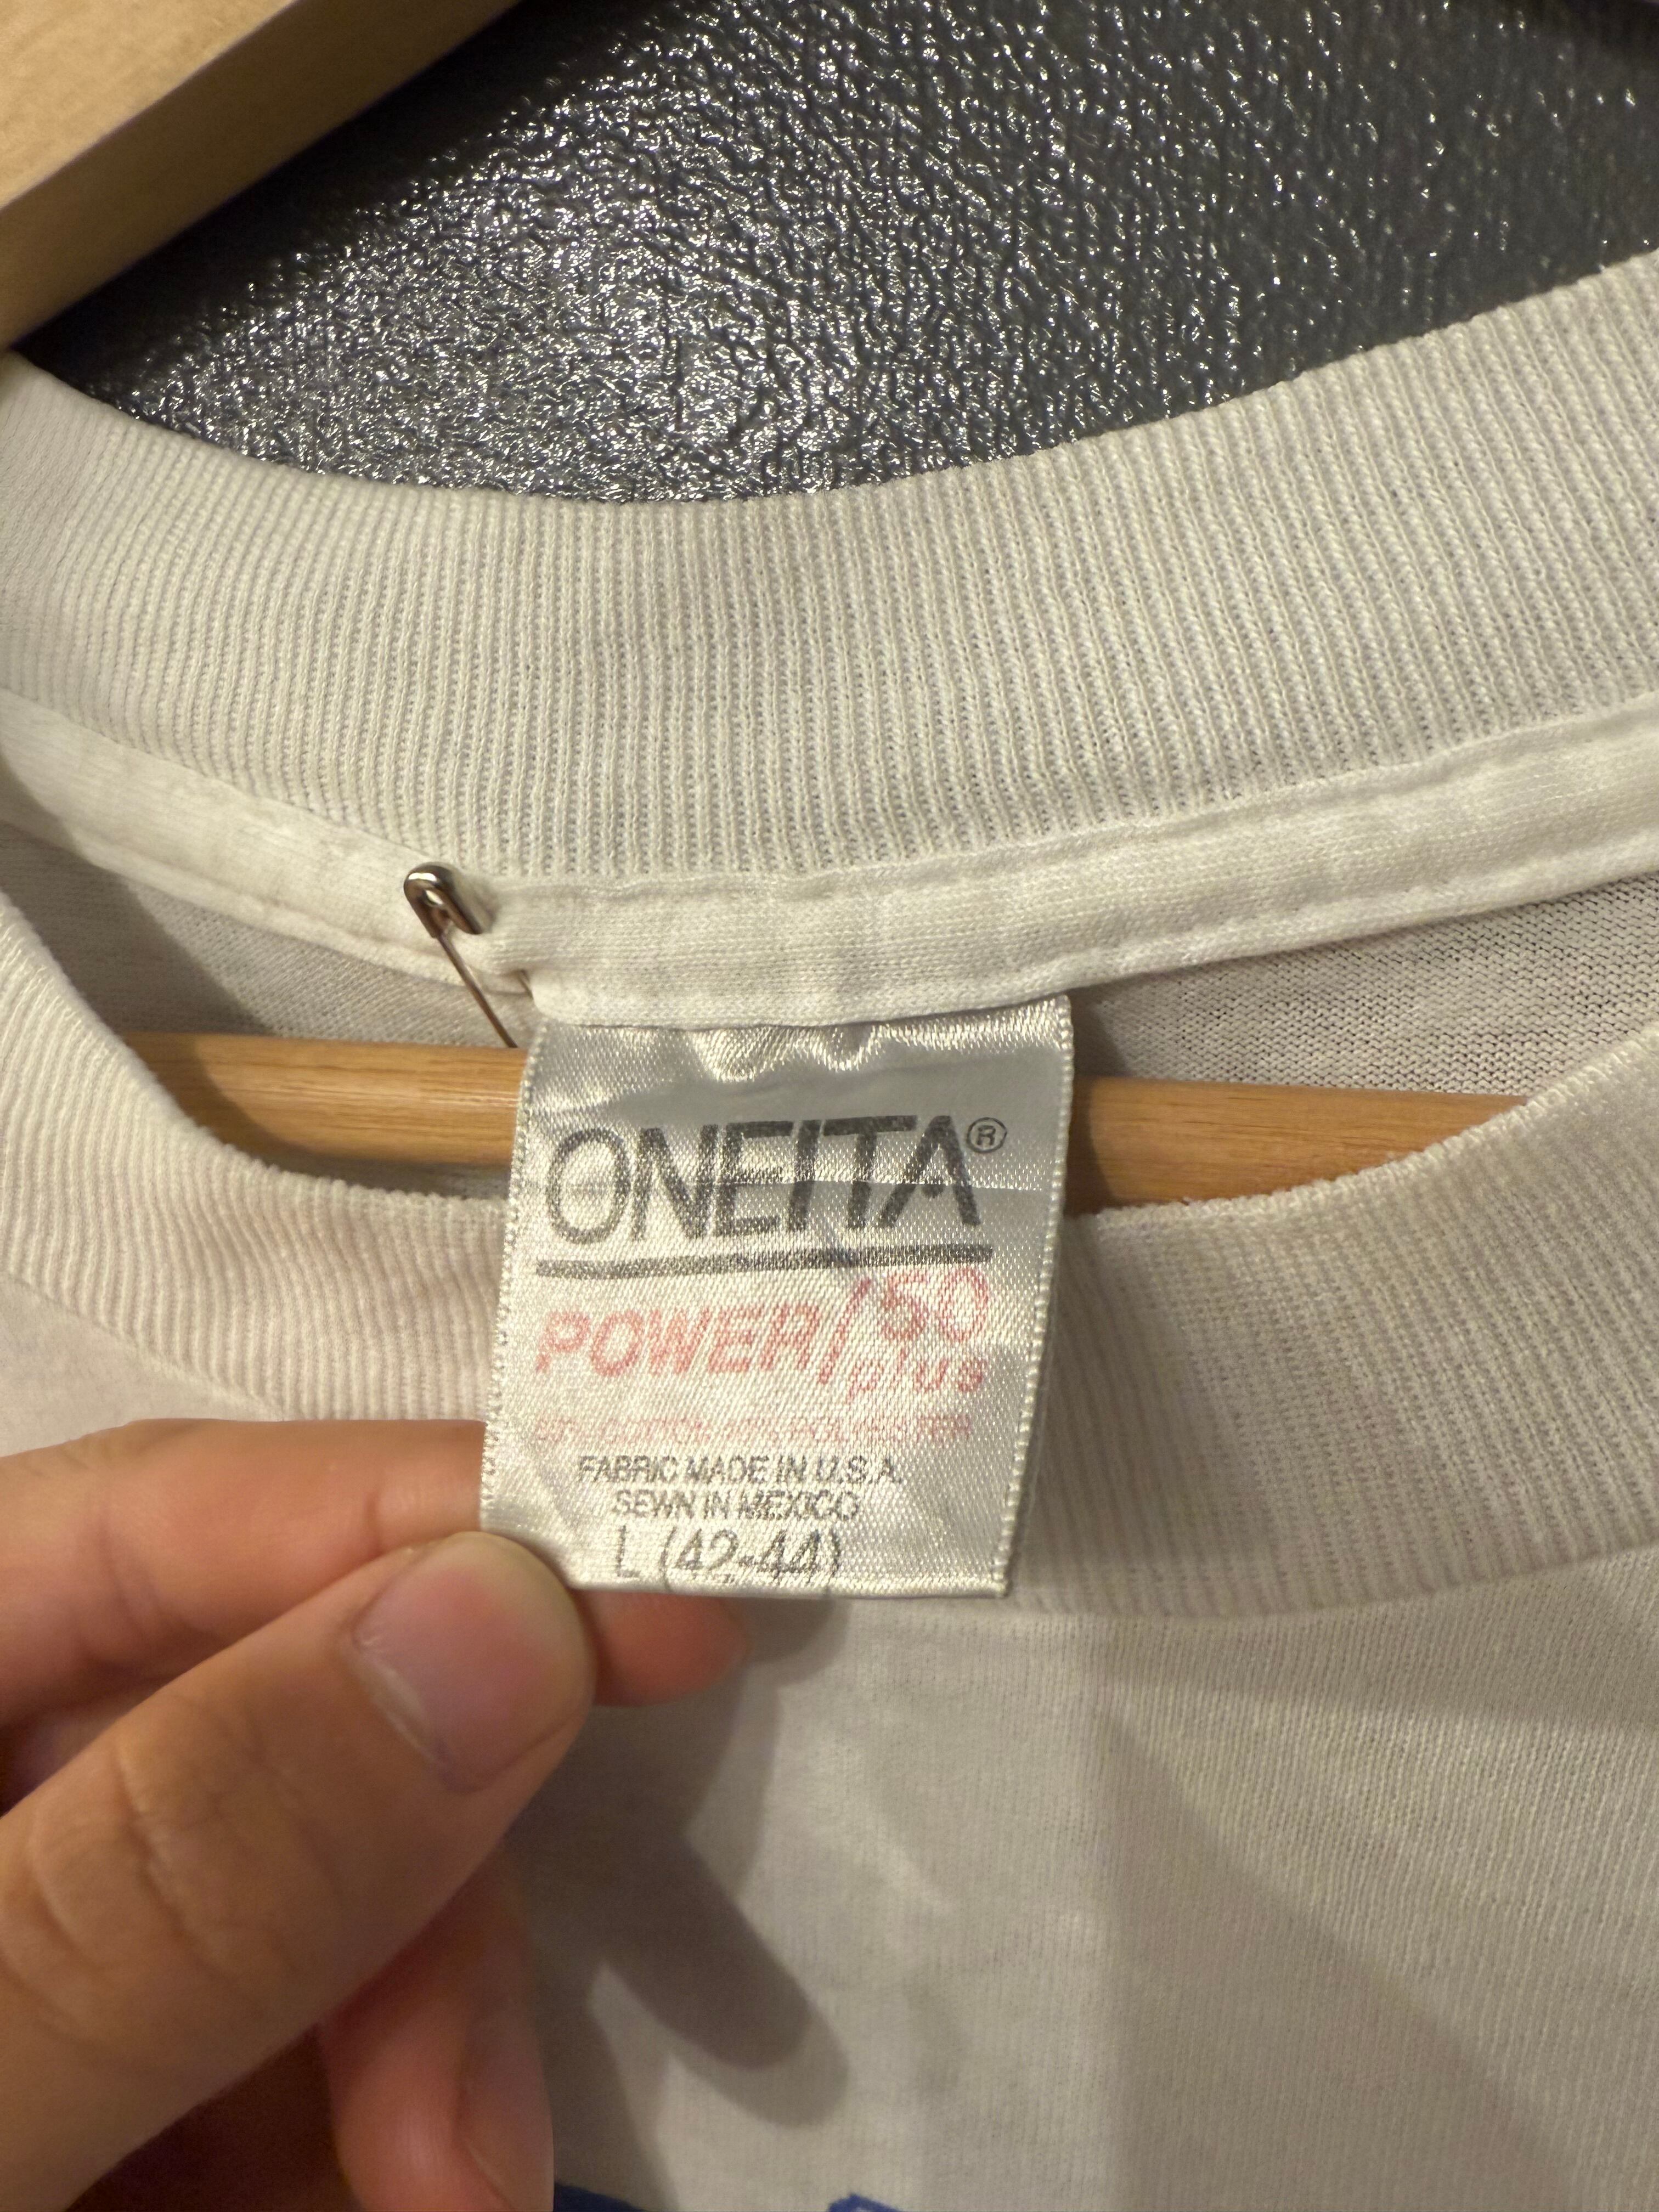 ONEITA®
POWER/50
plus
FABRIC MADE IN U.S.A.
SEWN IN MEXICO
L (42-44)